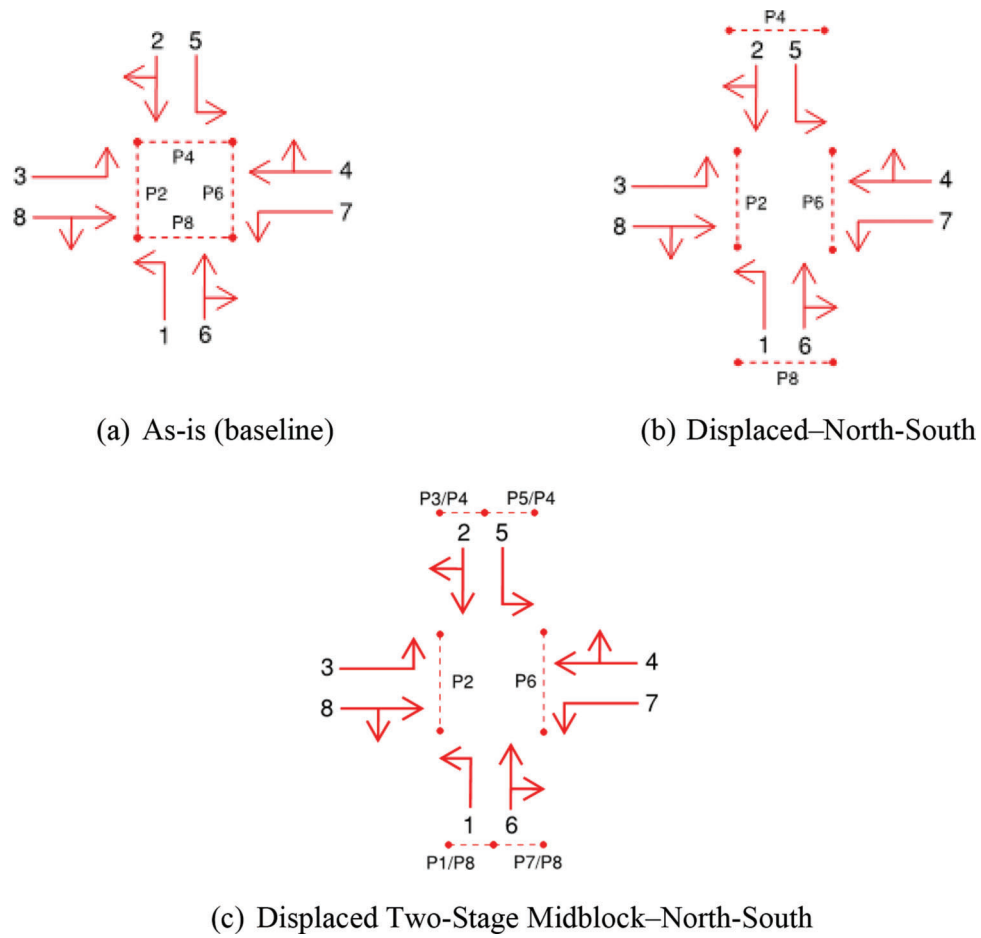 P4
2 5
2 5
P4
3 4
P2 P6
8 7
P8
1 6
3 4
P2 P6
8 7
1 6
P8
(a) As-is (baseline)
(b) Displaced–North-South
P3/P4 P5/P4
2 5
3 4
P2 P6
8 7
1 6
P1/P8 P7/P8
(c) Displaced Two-Stage Midblock–North-South